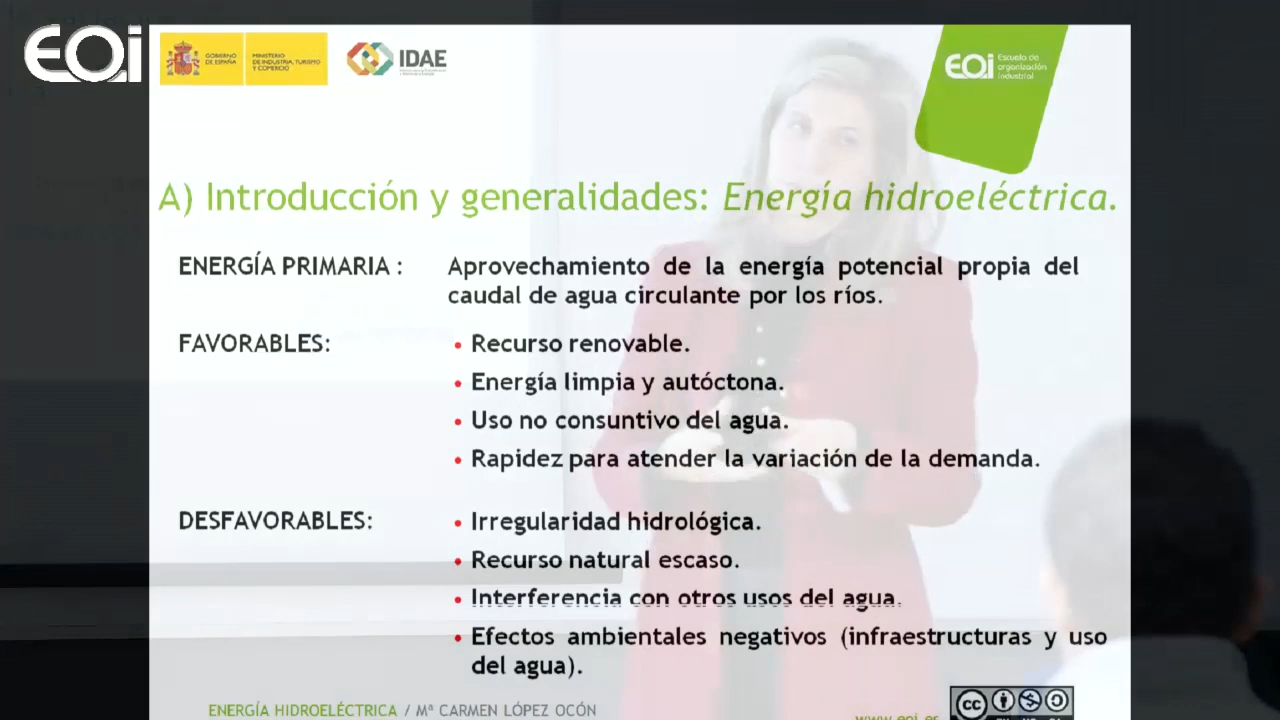 EOi
GOBIERNO
DE ESPAÑA
MINISTERIO
DE INDUSTRIA, TURISMO
Y COMERCIO
IDAE
EOi
Escuela de
organización
industrial
A) Introducción y generalidades: Energía hidroeléctrica.
ENERGÍA PRIMARIA : Aprovechamiento de la energía potencial propia del
caudal de agua circulante por los ríos.
FAVORABLES: • Recurso renovable.
• Energía limpia y autóctona.
• Uso no consuntivo del agua.
• Rapidez para atender la variación de la demanda.
DESFAVORABLES: • Irregularidad hidrológica.
• Recurso natural escaso.
• Interferencia con otros usos del agua.
• Efectos ambientales negativos (infraestructuras y uso
del agua).
ENERGÍA HIDROELÉCTRICA / Mª CARMEN LÓPEZ OCÓN
www.eoi.es
cc